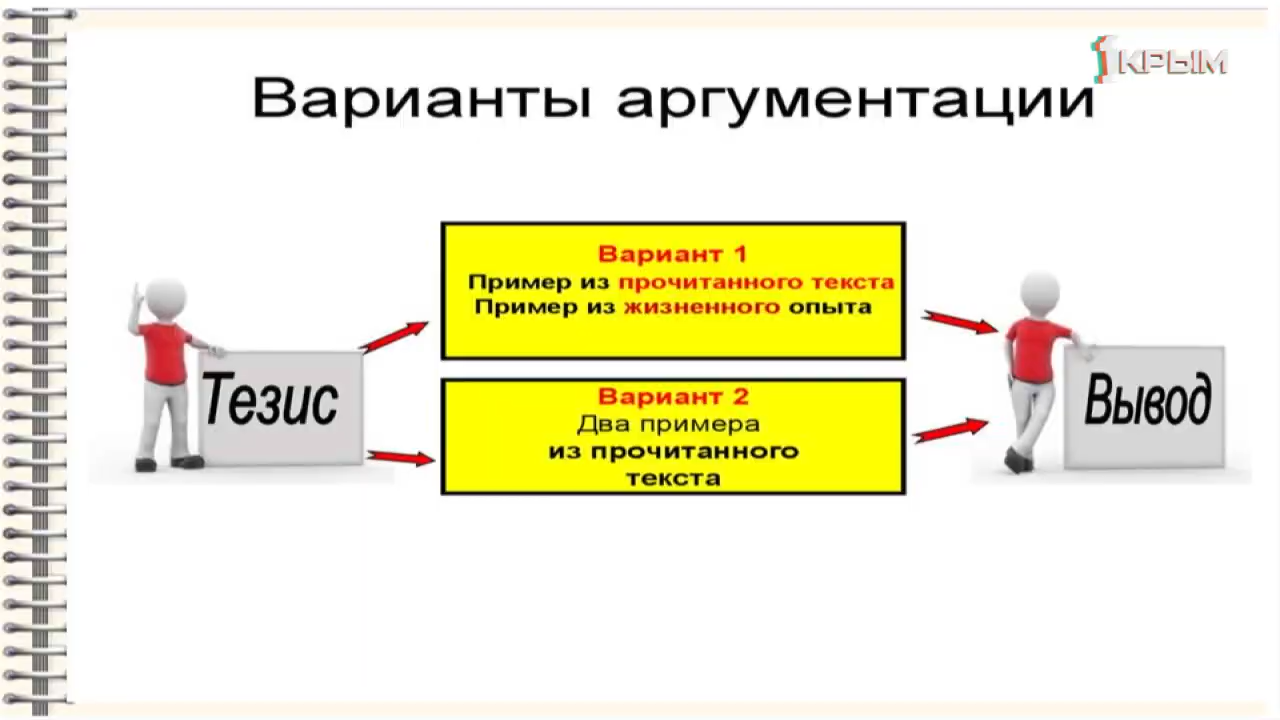 1КРЫМ
Варианты аргументации
Вариант 1
Пример из прочитанного текста
Пример из жизненного опыта
Тезис
Вывод
Вариант 2
Два примера
из прочитанного
текста